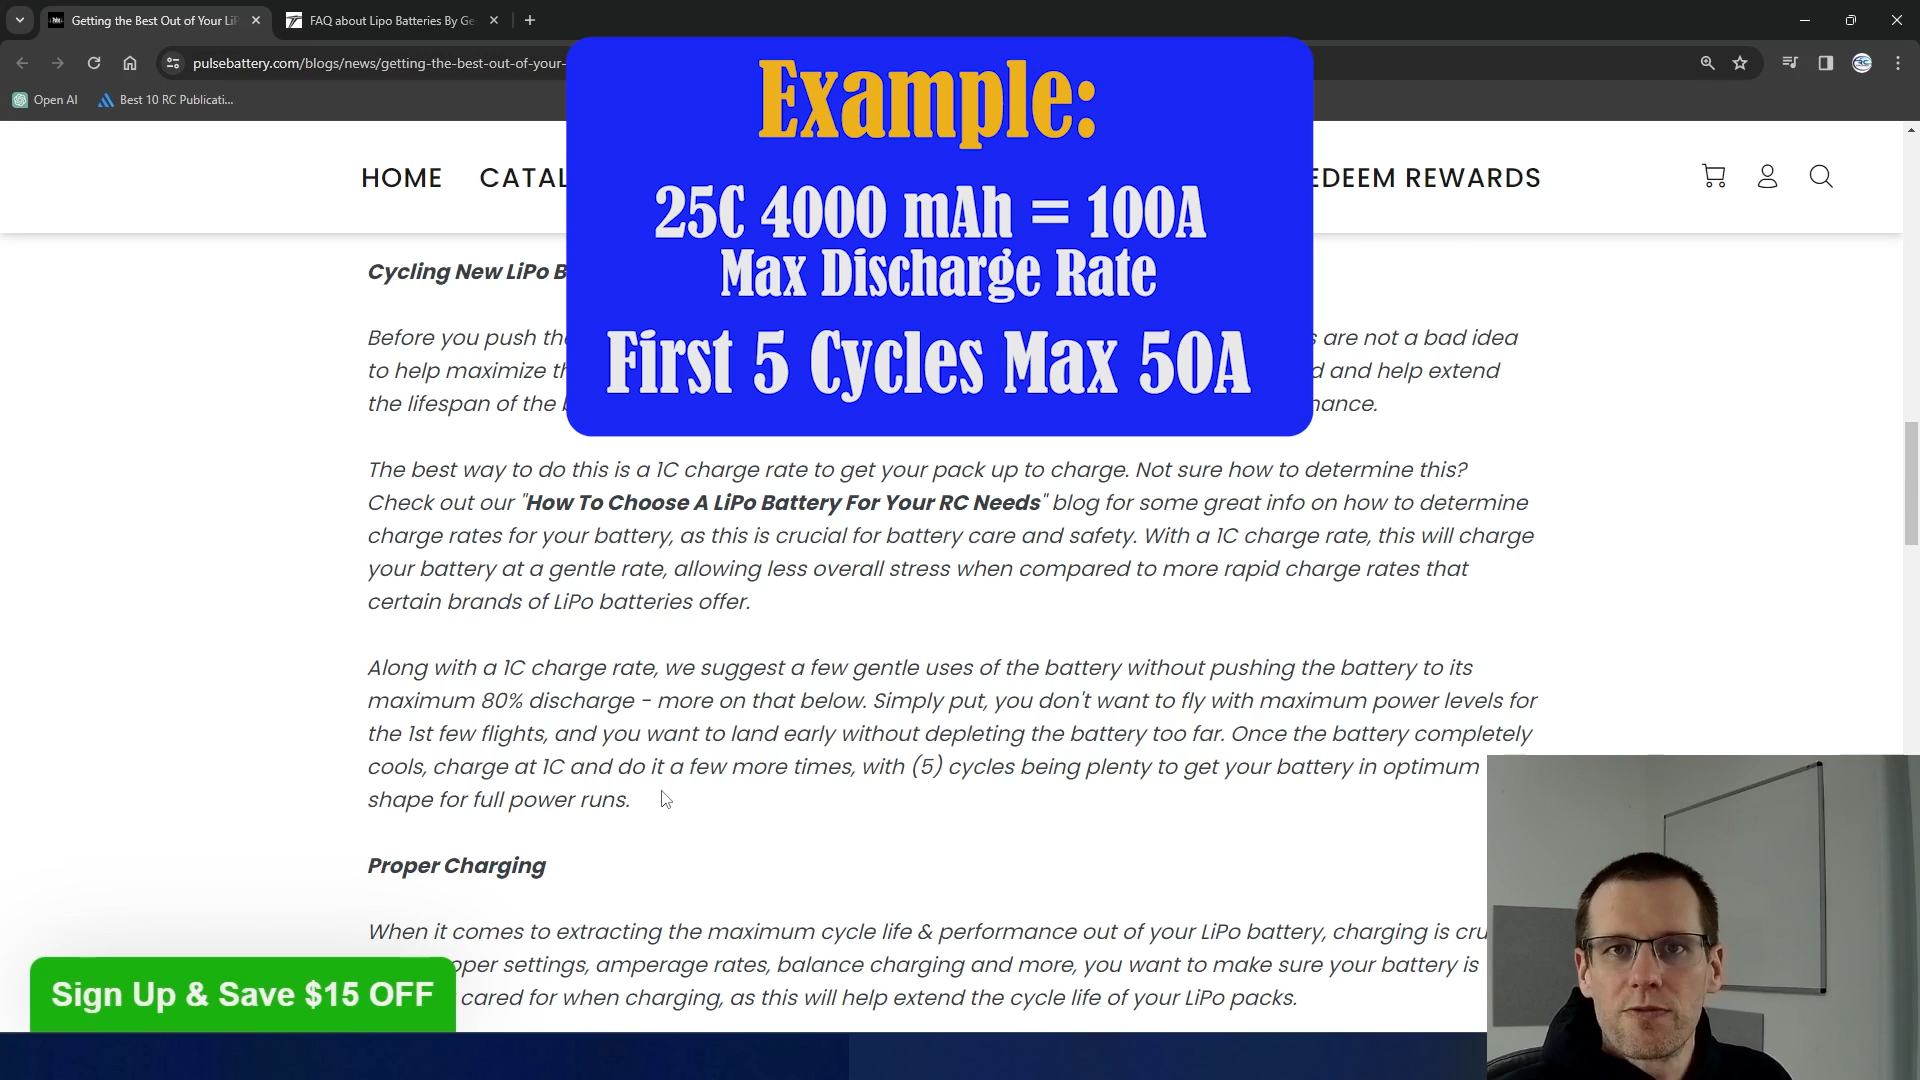 Getting the Best Out of Your LiP
FAQ about Lipo Batteries By Ge
pulsebattery.com/blogs/news/getting-the-best-out-of-your-
Open AI
Best 10 RC Publicati...
Example:
25C 4000 mAh = 100A
Max Discharge Rate
First 5 Cycles Max 50A
HOME
CATAL
EDEEM REWARDS
Cycling New LiPo B
Before you push th
are not a bad idea
to help maximize th
d and help extend
the lifespan of the
nance.
The best way to do this is a 1C charge rate to get your pack up to charge. Not sure how to determine this?
Check out our "How To Choose A LiPo Battery For Your RC Needs" blog for some great info on how to determine
charge rates for your battery, as this is crucial for battery care and safety. With a 1C charge rate, this will charge
your battery at a gentle rate, allowing less overall stress when compared to more rapid charge rates that
certain brands of LiPo batteries offer.
Along with a 1C charge rate, we suggest a few gentle uses of the battery without pushing the battery to its
maximum 80% discharge - more on that below. Simply put, you don't want to fly with maximum power levels for
the 1st few flights, and you want to land early without depleting the battery too far. Once the battery completely
cools, charge at 1C and do it a few more times, with (5) cycles being plenty to get your battery in optimum
shape for full power runs.
Proper Charging
When it comes to extracting the maximum cycle life & performance out of your LiPo battery, charging is cru
oper settings, amperage rates, balance charging and more, you want to make sure your battery is
cared for when charging, as this will help extend the cycle life of your LiPo packs.
Sign Up & Save $15 OFF